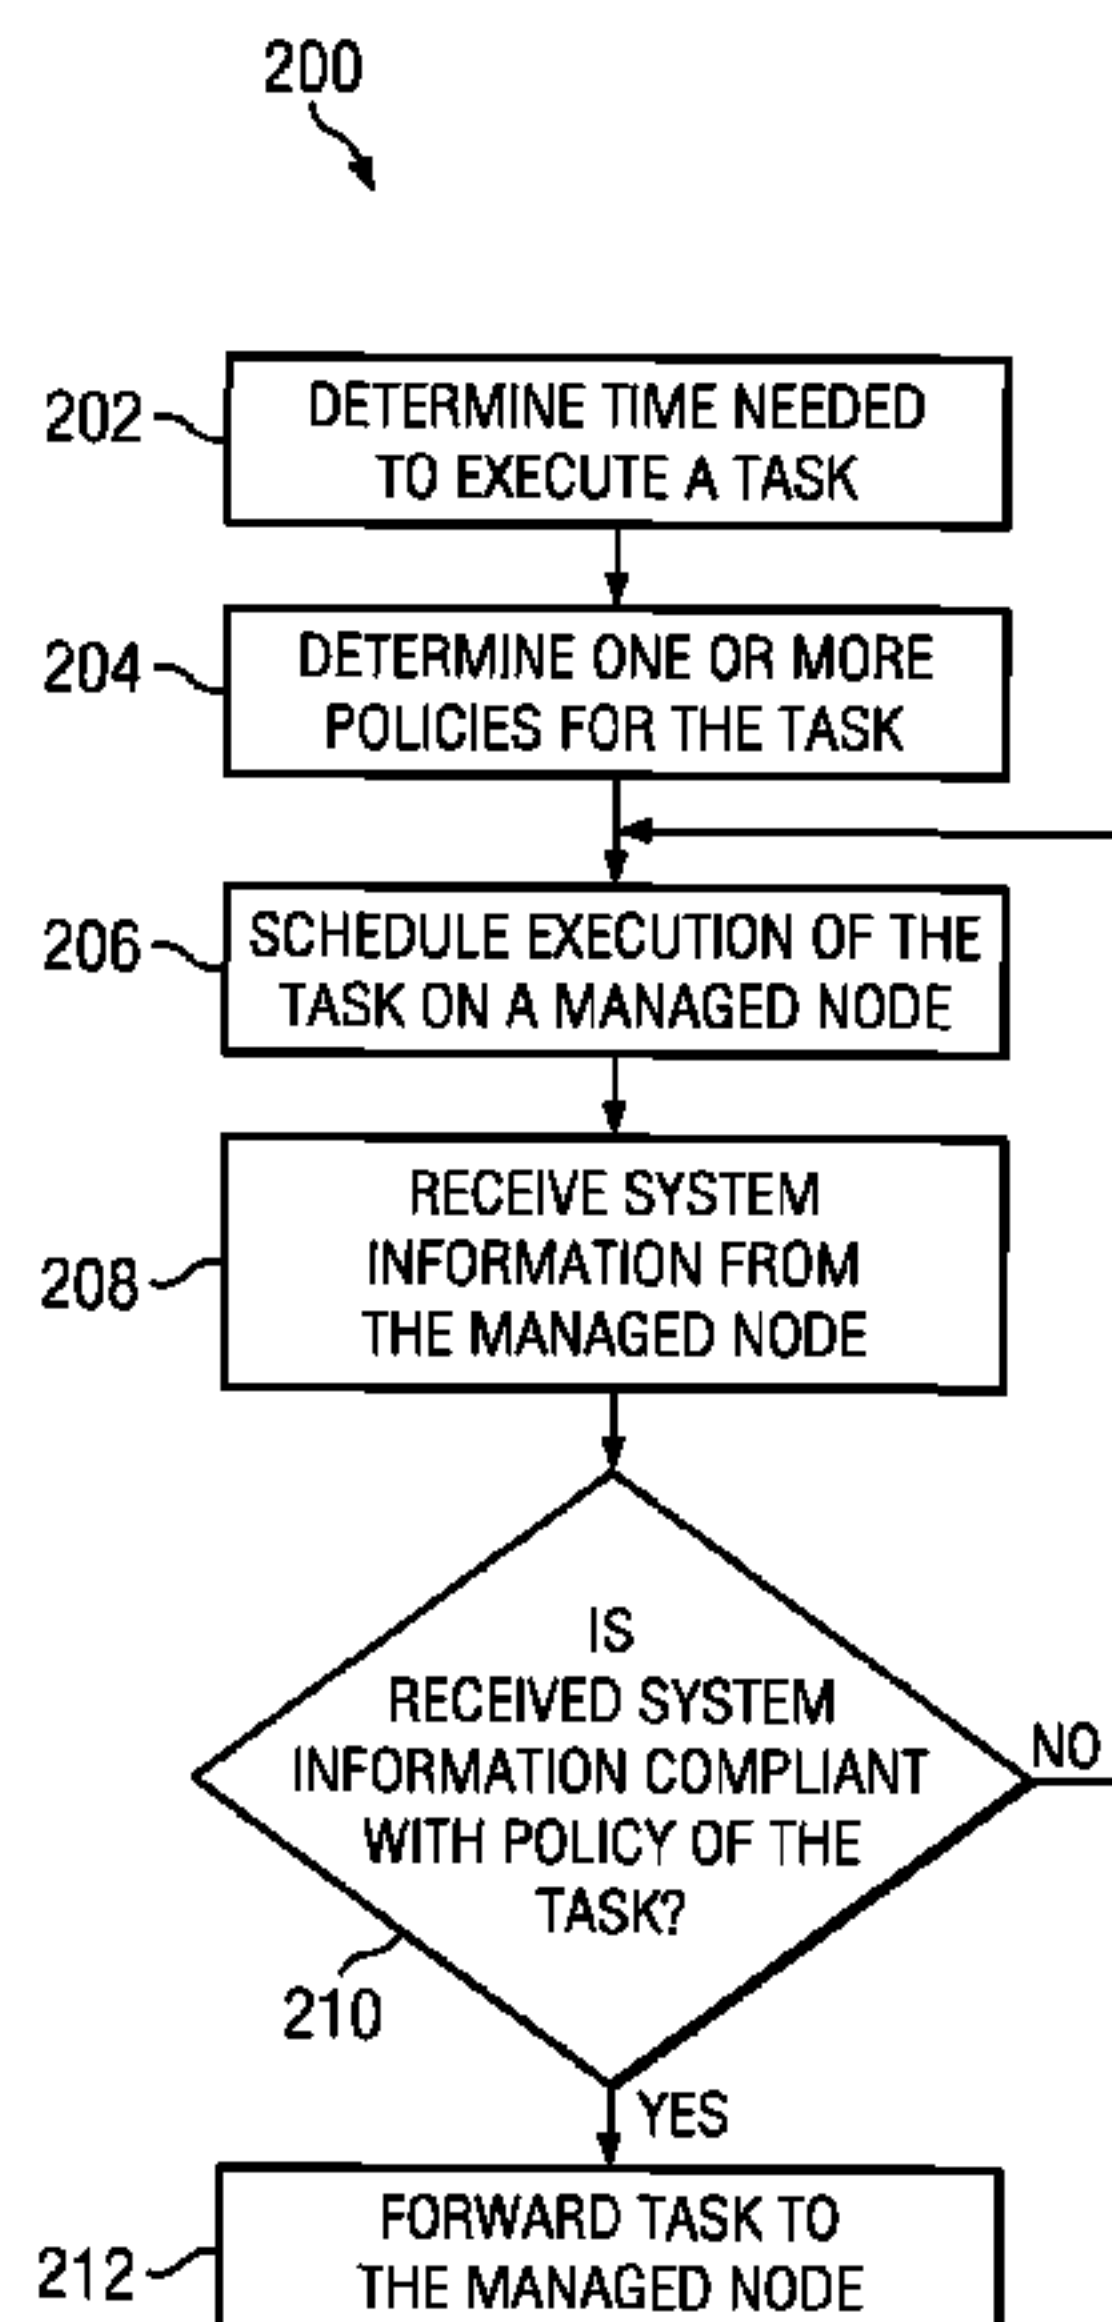 200
202
DETERMINE TIME NEEDED
TO EXECUTE A TASK
204
DETERMINE ONE OR MORE
POLICIES FOR THE TASK
206
SCHEDULE EXECUTION OF THE
TASK ON A MANAGED NODE
208
RECEIVE SYSTEM
INFORMATION FROM
THE MANAGED NODE
IS
RECEIVED SYSTEM
INFORMATION COMPLIANT
WITH POLICY OF THE
TASK?
NO
210
YES
212
FORWARD TASK TO
THE MANAGED NODE